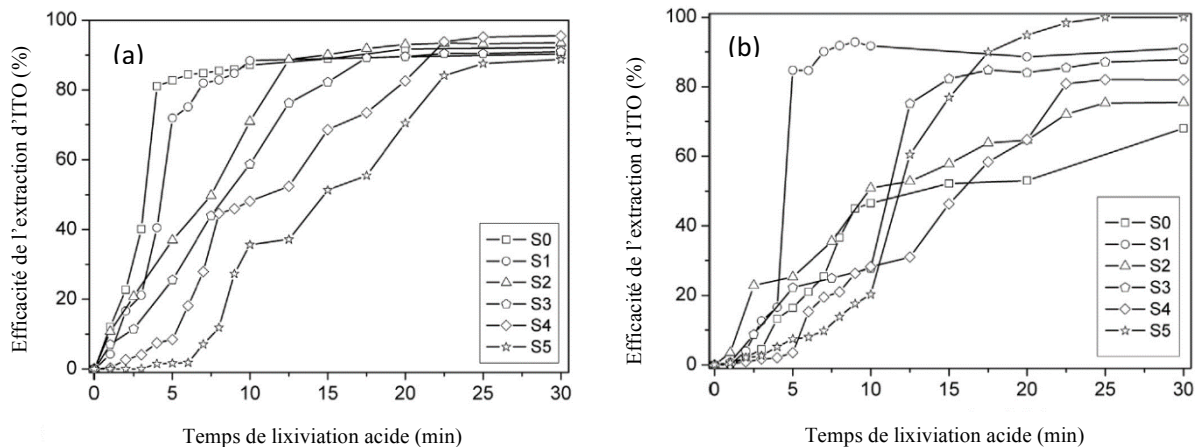 (a)
Efficacité de l'extraction d'ITO (%)
100
80
60
40
20
0
S0
S1
S2
S3
S4
S5
0 5 10 15 20 25 30
Temps de lixiviation acide (min)
(b)
Efficacité de l'extraction d'ITO (%)
100
80
60
40
20
0
S0
S1
S2
S3
S4
S5
0 5 10 15 20 25 30
Temps de lixiviation acide (min)